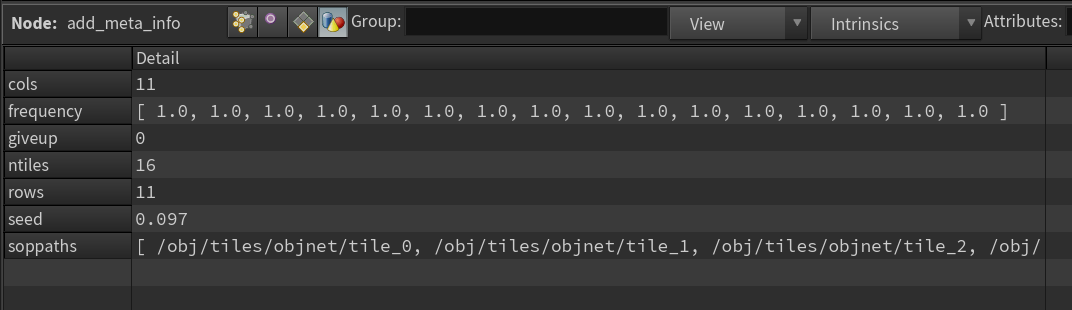 Node: add_meta_info Group: View Intrinsics Attributes:
Detail
cols 11
frequency [ 1.0, 1.0, 1.0, 1.0, 1.0, 1.0, 1.0, 1.0, 1.0, 1.0, 1.0, 1.0, 1.0, 1.0, 1.0, 1.0 ]
giveup 0
ntiles 16
rows 11
seed 0.097
soppaths [ /obj/tiles/objnet/tile_0, /obj/tiles/objnet/tile_1, /obj/tiles/objnet/tile_2, /obj/